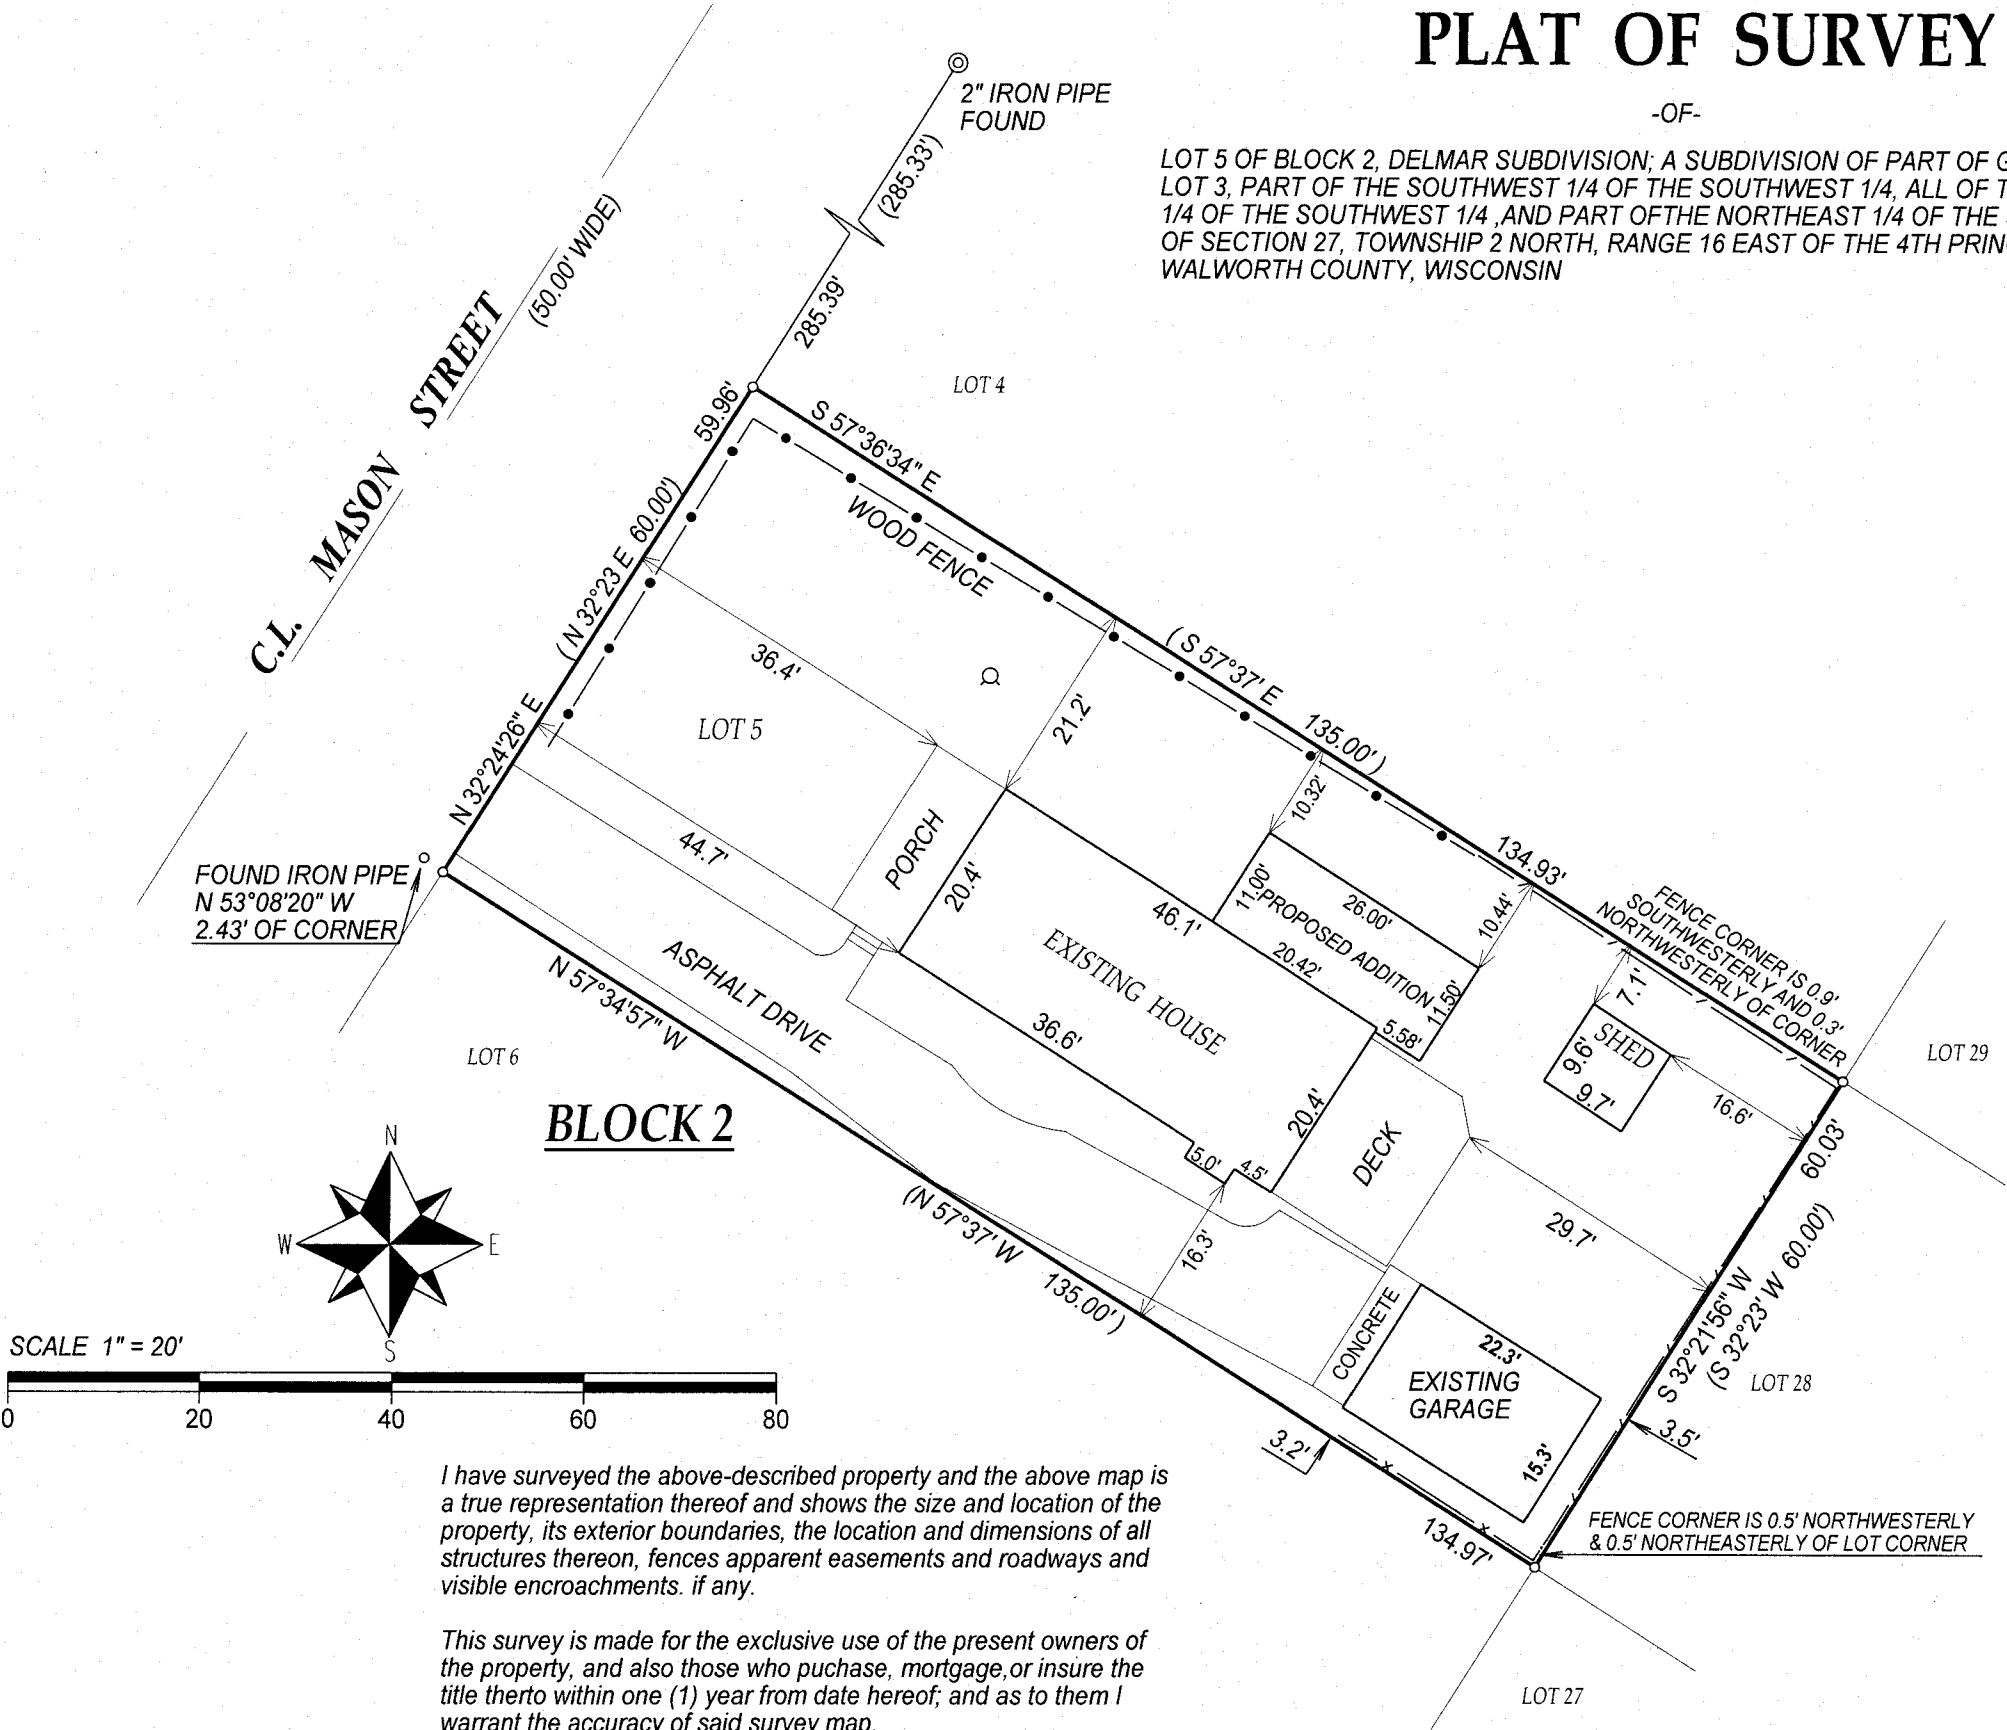 PLAT OF SURVEY
-OF-
LOT 5 OF BLOCK 2, DELMAR SUBDIVISION; A SUBDIVISION OF PART OF
LOT 3, PART OF THE SOUTHWEST 1/4 OF THE SOUTHWEST 1/4, ALL OF
1/4 OF THE SOUTHWEST 1/4 ,AND PART OFTHE NORTHEAST 1/4 OF THE
OF SECTION 27, TOWNSHIP 2 NORTH, RANGE 16 EAST OF THE 4TH
WALWORTH COUNTY, WISCONSIN
2" IRON PIPE
FOUND
(285.33')
285.39'
C.L. MASON STREET
(50.00' WIDE)
LOT 4
59.96'
( N 32°23 E 60.00')
N 32°24'26" E
S 57°36'34" E
WOOD FENCE
( S 57°37' E 135.00' )
134.93'
36.4'
LOT 5
21.2'
44.7'
PORCH
20.4'
10.32'
11.00'
PROPOSED ADDITION
26.00'
20.42'
10.44'
11.50'
5.58'
46.1'
EXISTING HOUSE
36.6'
20.4'
5.0'
4.5'
DECK
FENCE CORNER IS 0.9'
SOUTHWESTERLY AND 0.3'
NORTHWESTERLY OF CORNER
7.1'
SHED
9.6'
9.7'
16.6'
LOT 29
60.03'
29.7'
S 32°21'56" W
(S 32°23' W 60.00')
LOT 28
3.5'
FOUND IRON PIPE
N 53°08'20" W
2.43' OF CORNER
ASPHALT DRIVE
N 57°34'57" W
LOT 6
BLOCK 2
(N 57°37' W 135.00' )
16.3'
CONCRETE
22.3'
EXISTING
GARAGE
15.3'
3.2'
134.97'
FENCE CORNER IS 0.5' NORTHWESTERLY
& 0.5' NORTHEASTERLY OF LOT CORNER
LOT 27
N
W
E
S
SCALE 1" = 20'
0 20 40 60 80
I have surveyed the above-described property and the above map is
a true representation thereof and shows the size and location of the
property, its exterior boundaries, the location and dimensions of all
structures thereon, fences apparent easements and roadways and
visible encroachments. if any.
This survey is made for the exclusive use of the present owners of
the property, and also those who puchase, mortgage,or insure the
title therto within one (1) year from date hereof; and as to them I
warrant the accuracy of said survey map.